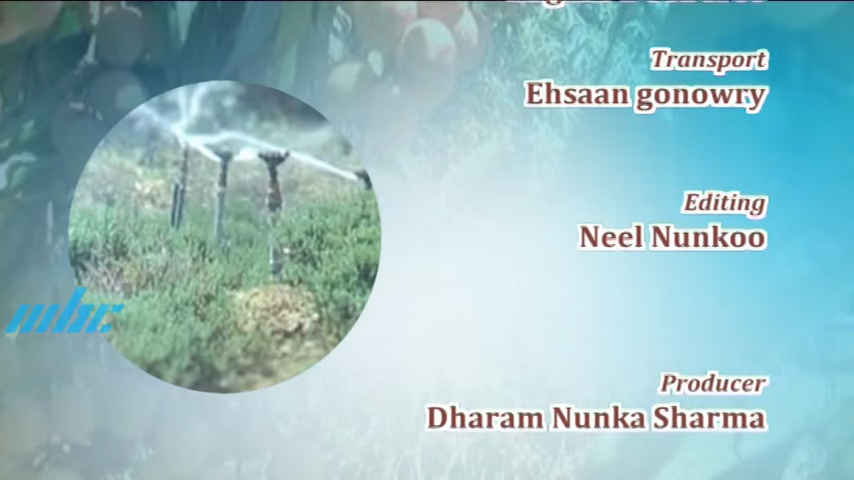 Transport
Ehsaan gonowry
Editing
Neel Nunkoo
mbc
Producer
Dharam Nunka Sharma